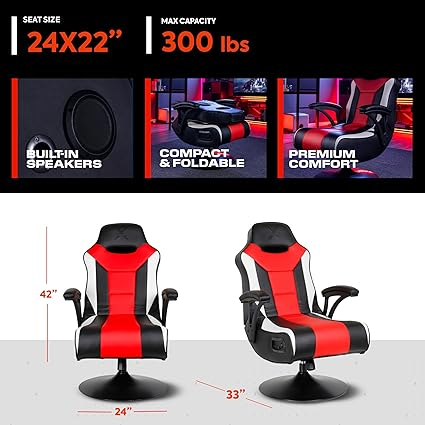 SEAT SIZE
24X22”
MAX CAPACITY
300 lbs
BUILT-IN
SPEAKERS
COMPACT
& FOLDABLE
PREMIUM
COMFORT
42”
24”
33”